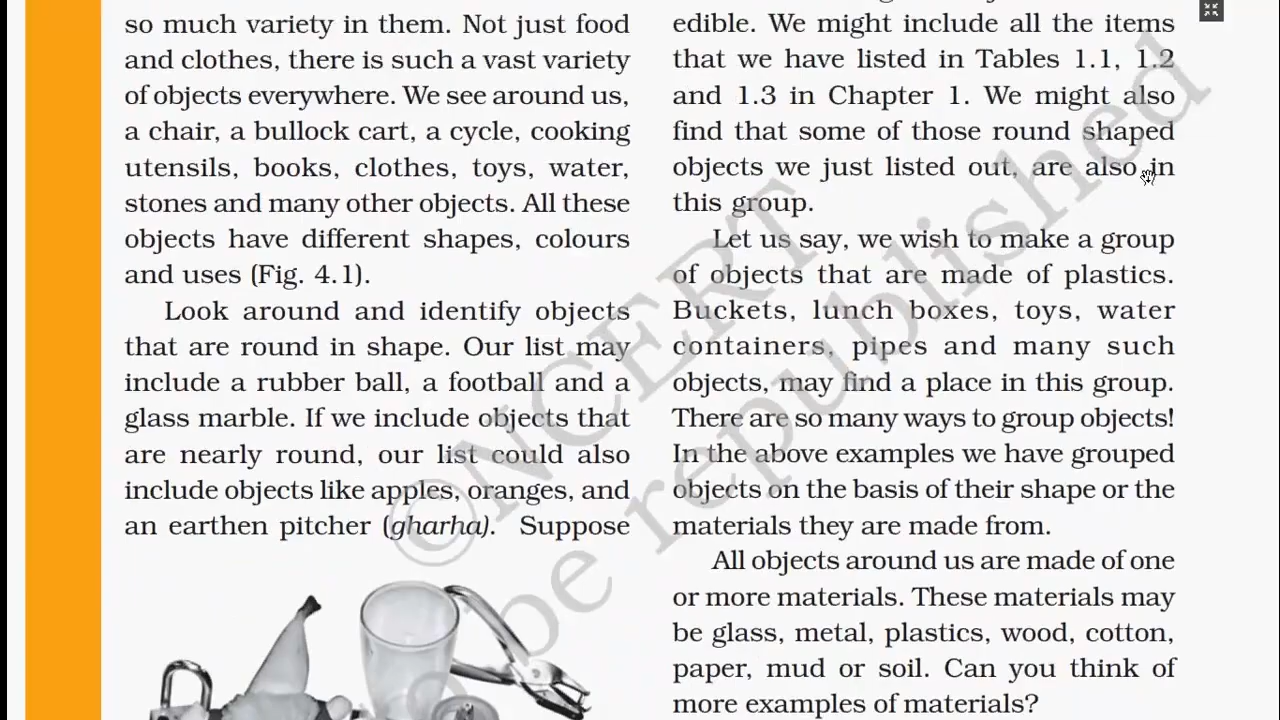 so much variety in them. Not just food
and clothes, there is such a vast variety
of objects everywhere. We see around us,
a chair, a bullock cart, a cycle, cooking
utensils, books, clothes, toys, water,
stones and many other objects. All these
objects have different shapes, colours
and uses (Fig. 4.1).
Look around and identify objects
that are round in shape. Our list may
include a rubber ball, a football and a
glass marble. If we include objects that
are nearly round, our list could also
include objects like apples, oranges, and
an earthen pitcher (gharha). Suppose
edible. We might include all the items
that we have listed in Tables 1.1, 1.2
and 1.3 in Chapter 1. We might also
find that some of those round shaped
objects we just listed out, are also in
this group.
Let us say, we wish to make a group
of objects that are made of plastics.
Buckets, lunch boxes, toys, water
containers, pipes and many such
objects, may find a place in this group.
There are so many ways to group objects!
In the above examples we have grouped
objects on the basis of their shape or the
materials they are made from.
All objects around us are made of one
or more materials. These materials may
be glass, metal, plastics, wood, cotton,
paper, mud or soil. Can you think of
more examples of materials?
©NCERT
be republished